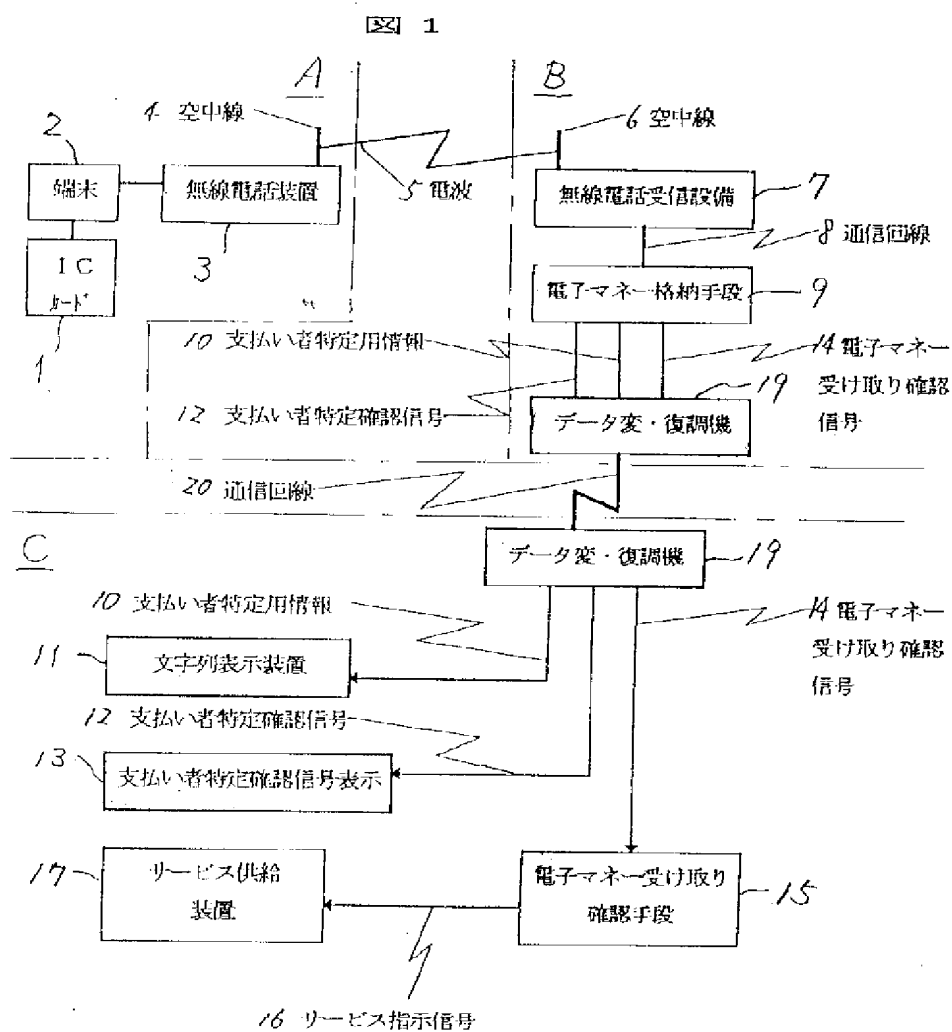 図 1
A
B
4 空中線
6 空中線
2
端末
無線電話装置
5 電波
無線電話受信設備
7
3
8 通信回線
IC
カード
1
電子マネー格納手段
9
10 支払い者特定用情報
14 電子マネー
受け取り確認
信号
19
12 支払い者特定確認信号
データ変・復調機
20 通信回線
C
データ変・復調機
19
10 支払い者特定用情報
14 電子マネー
受け取り確認
信号
11
文字列表示装置
12 支払い者特定確認信号
13
支払い者特定確認信号表示
17
サービス供給
装置
電子マネー受け取り
確認手段
15
16 サービス指示信号